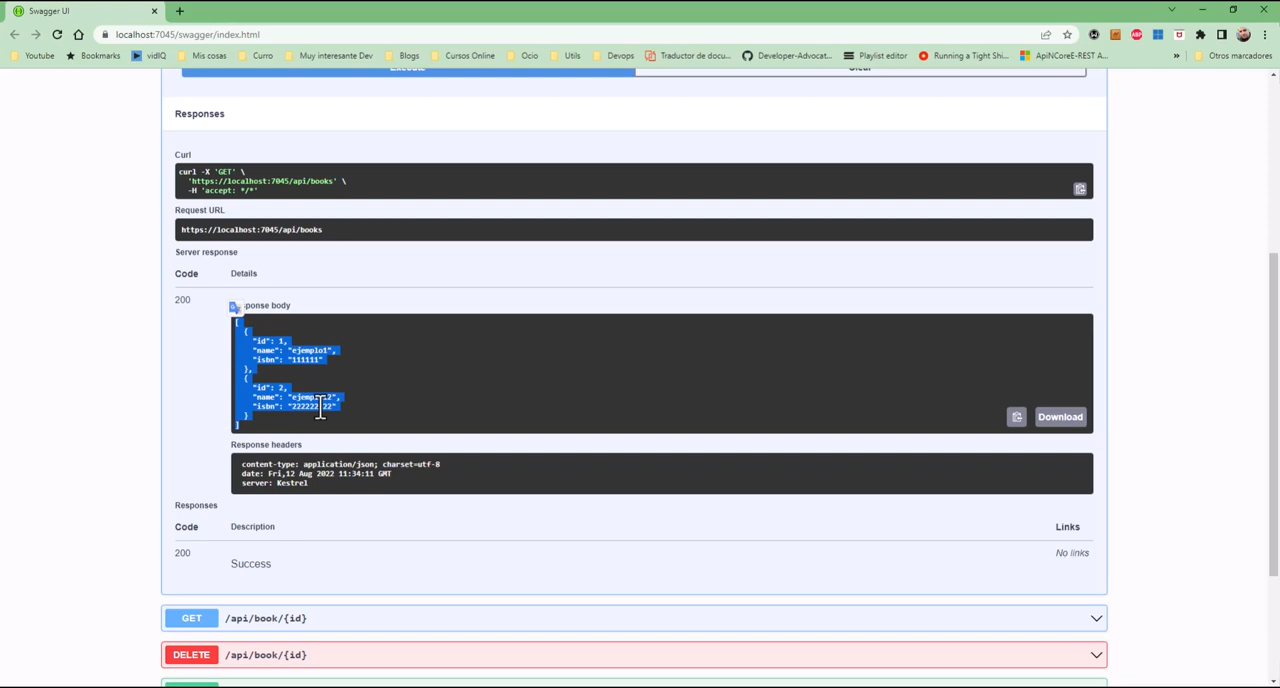 Swagger UI
https://localhost:7045/swagger/index.html
Youtube Bookmarks vidIQ Mis cosas Curro Muy interesante Dev Blogs Cursos Online Ocio Utils Devops Traductor de docu... Developer-Advocat... Playlist editor Running a Tight Shi... ApiNCoreE-REST A... » Otros marcadores
Responses
Curl
curl -X 'GET' \
'https://localhost:7045/api/books' \
-H 'accept: */*'
Request URL
https://localhost:7045/api/books
Server response
Code Details
200
ponse body
[
{
"id": 1,
"name": "ejemplo1",
"isbn": "111111"
},
{
"id": 2,
"isbn":
}
]
Download
Response headers
content-type: application/json; charset=utf-8
date: Fri,12 Aug 2022 11:34:11 GMT
server: Kestrel
Responses
Code Description Links
200 No links
Success
GET /api/book/{id}
DELETE /api/book/{id}